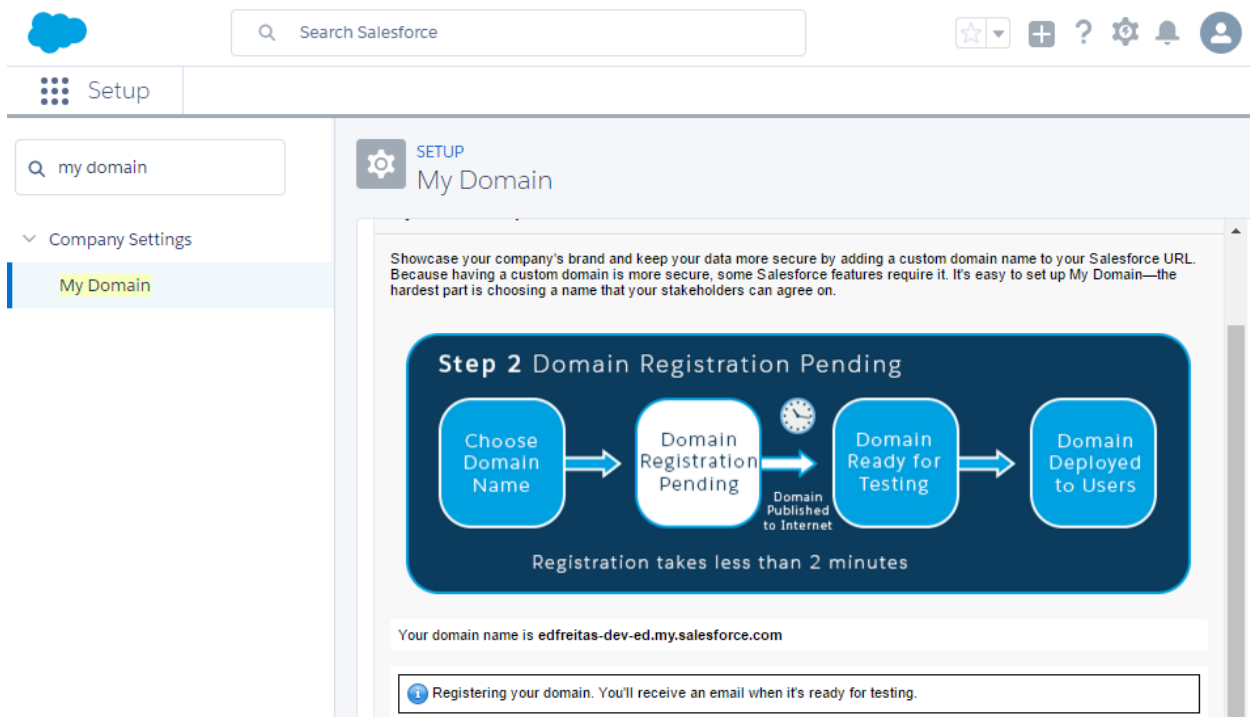 Search Salesforce
Setup
my domain
Company Settings
My Domain
SETUP
My Domain
Showcase your company's brand and keep your data more secure by adding a custom domain name to your Salesforce URL.
Because having a custom domain is more secure, some Salesforce features require it. It's easy to set up My Domain—the
hardest part is choosing a name that your stakeholders can agree on.
Step 2 Domain Registration Pending
Choose
Domain
Name
Domain
Registration
Pending
Domain
Published
to Internet
Domain
Ready for
Testing
Domain
Deployed
to Users
Registration takes less than 2 minutes
Your domain name is edfreitas-dev-ed.my.salesforce.com
Registering your domain. You'll receive an email when it's ready for testing.